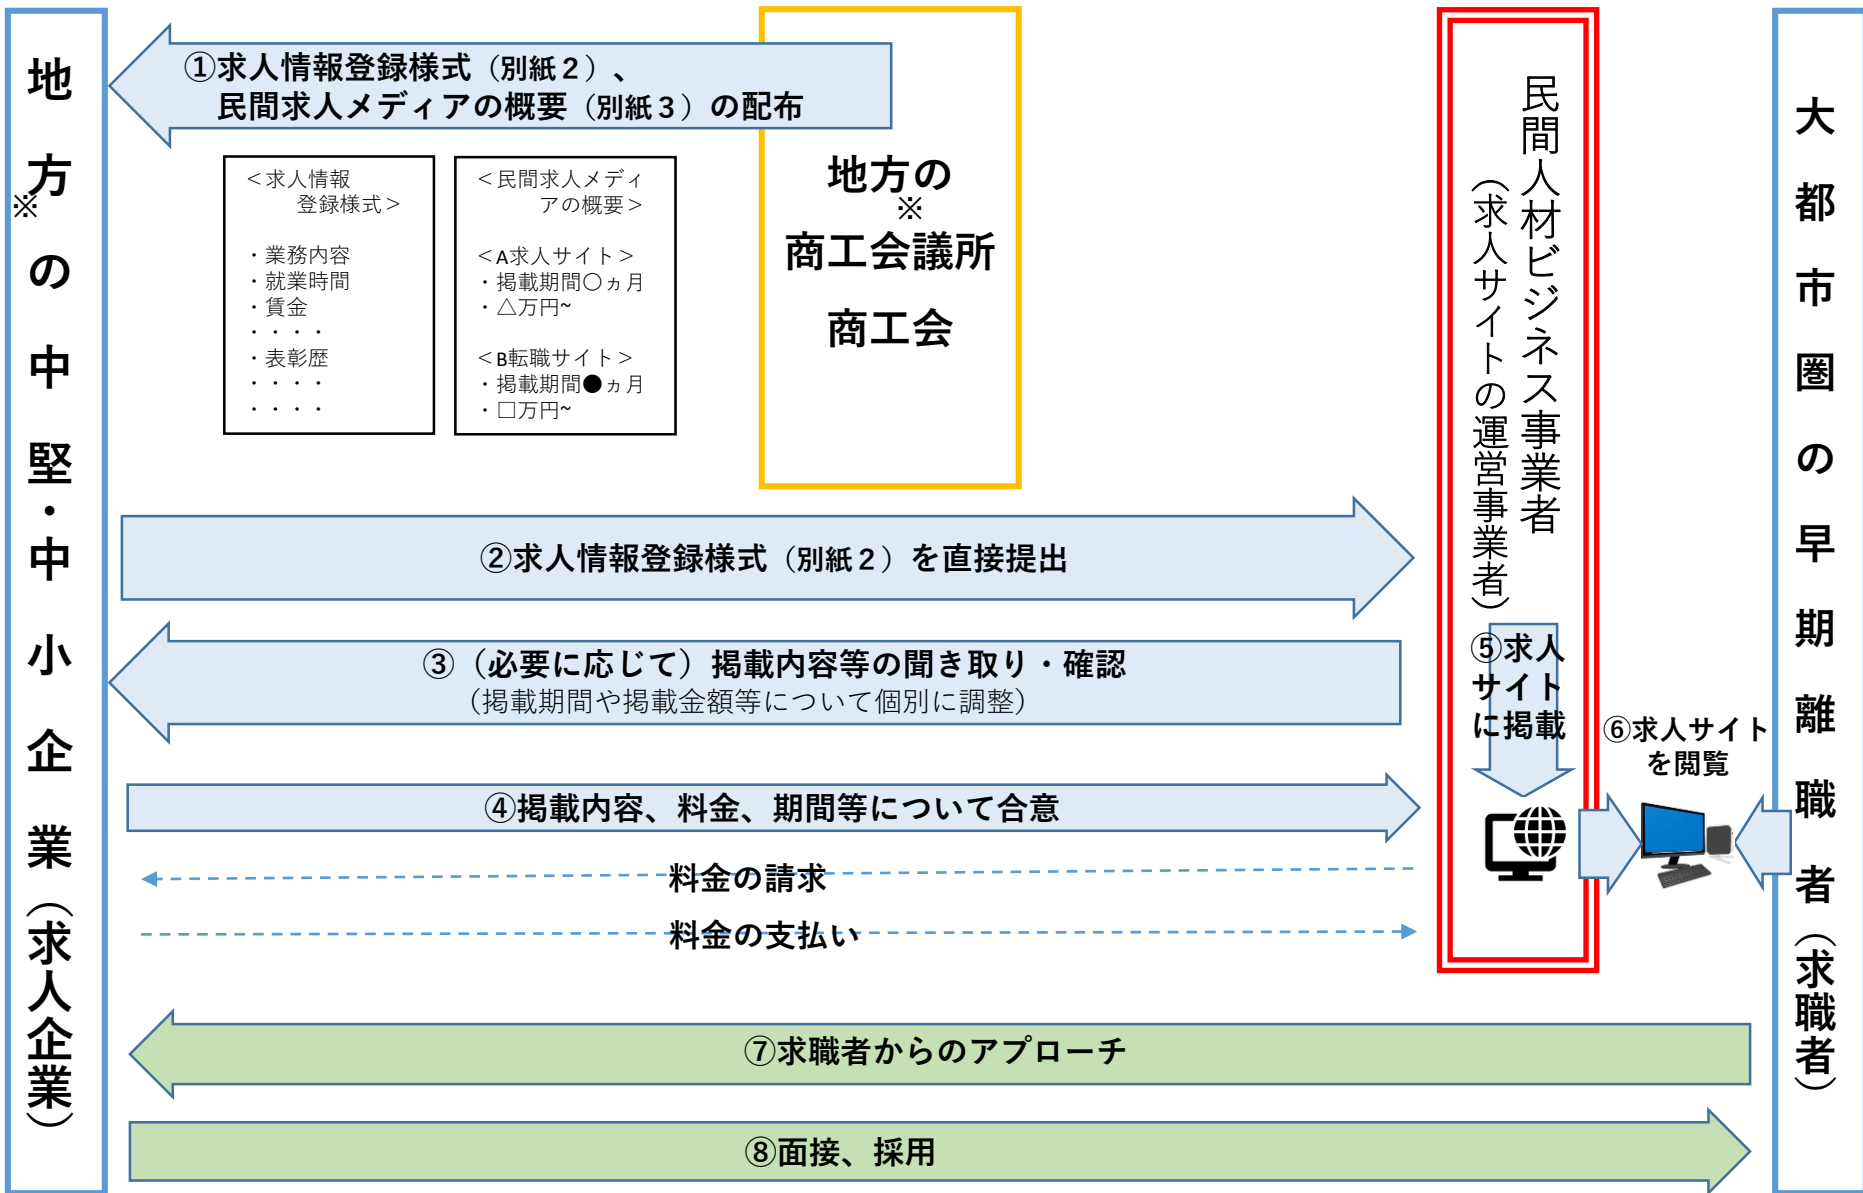 地方の中堅・中小企業（求人企業）
※
①求人情報登録様式（別紙２）、
民間求人メディアの概要（別紙３）の配布
＜求人情報
登録様式＞
・業務内容
・就業時間
・賃金
・・・・
・表彰歴
・・・・
・・・・
＜民間求人メディ
アの概要＞
＜A求人サイト＞
・掲載期間〇ヵ月
・△万円~
＜B転職サイト＞
・掲載期間●ヵ月
・□万円~
地方の
※
商工会議所
商工会
民間人材ビジネス事業者
（求人サイトの運営事業者）
大都市圏の早期離職者（求職者）
②求人情報登録様式（別紙２）を直接提出
③（必要に応じて）掲載内容等の聞き取り・確認
（掲載期間や掲載金額等について個別に調整）
④掲載内容、料金、期間等について合意
料金の請求
料金の支払い
⑤求人
サイト
に掲載
⑥求人サイト
を閲覧
⑦求職者からのアプローチ
⑧面接、採用